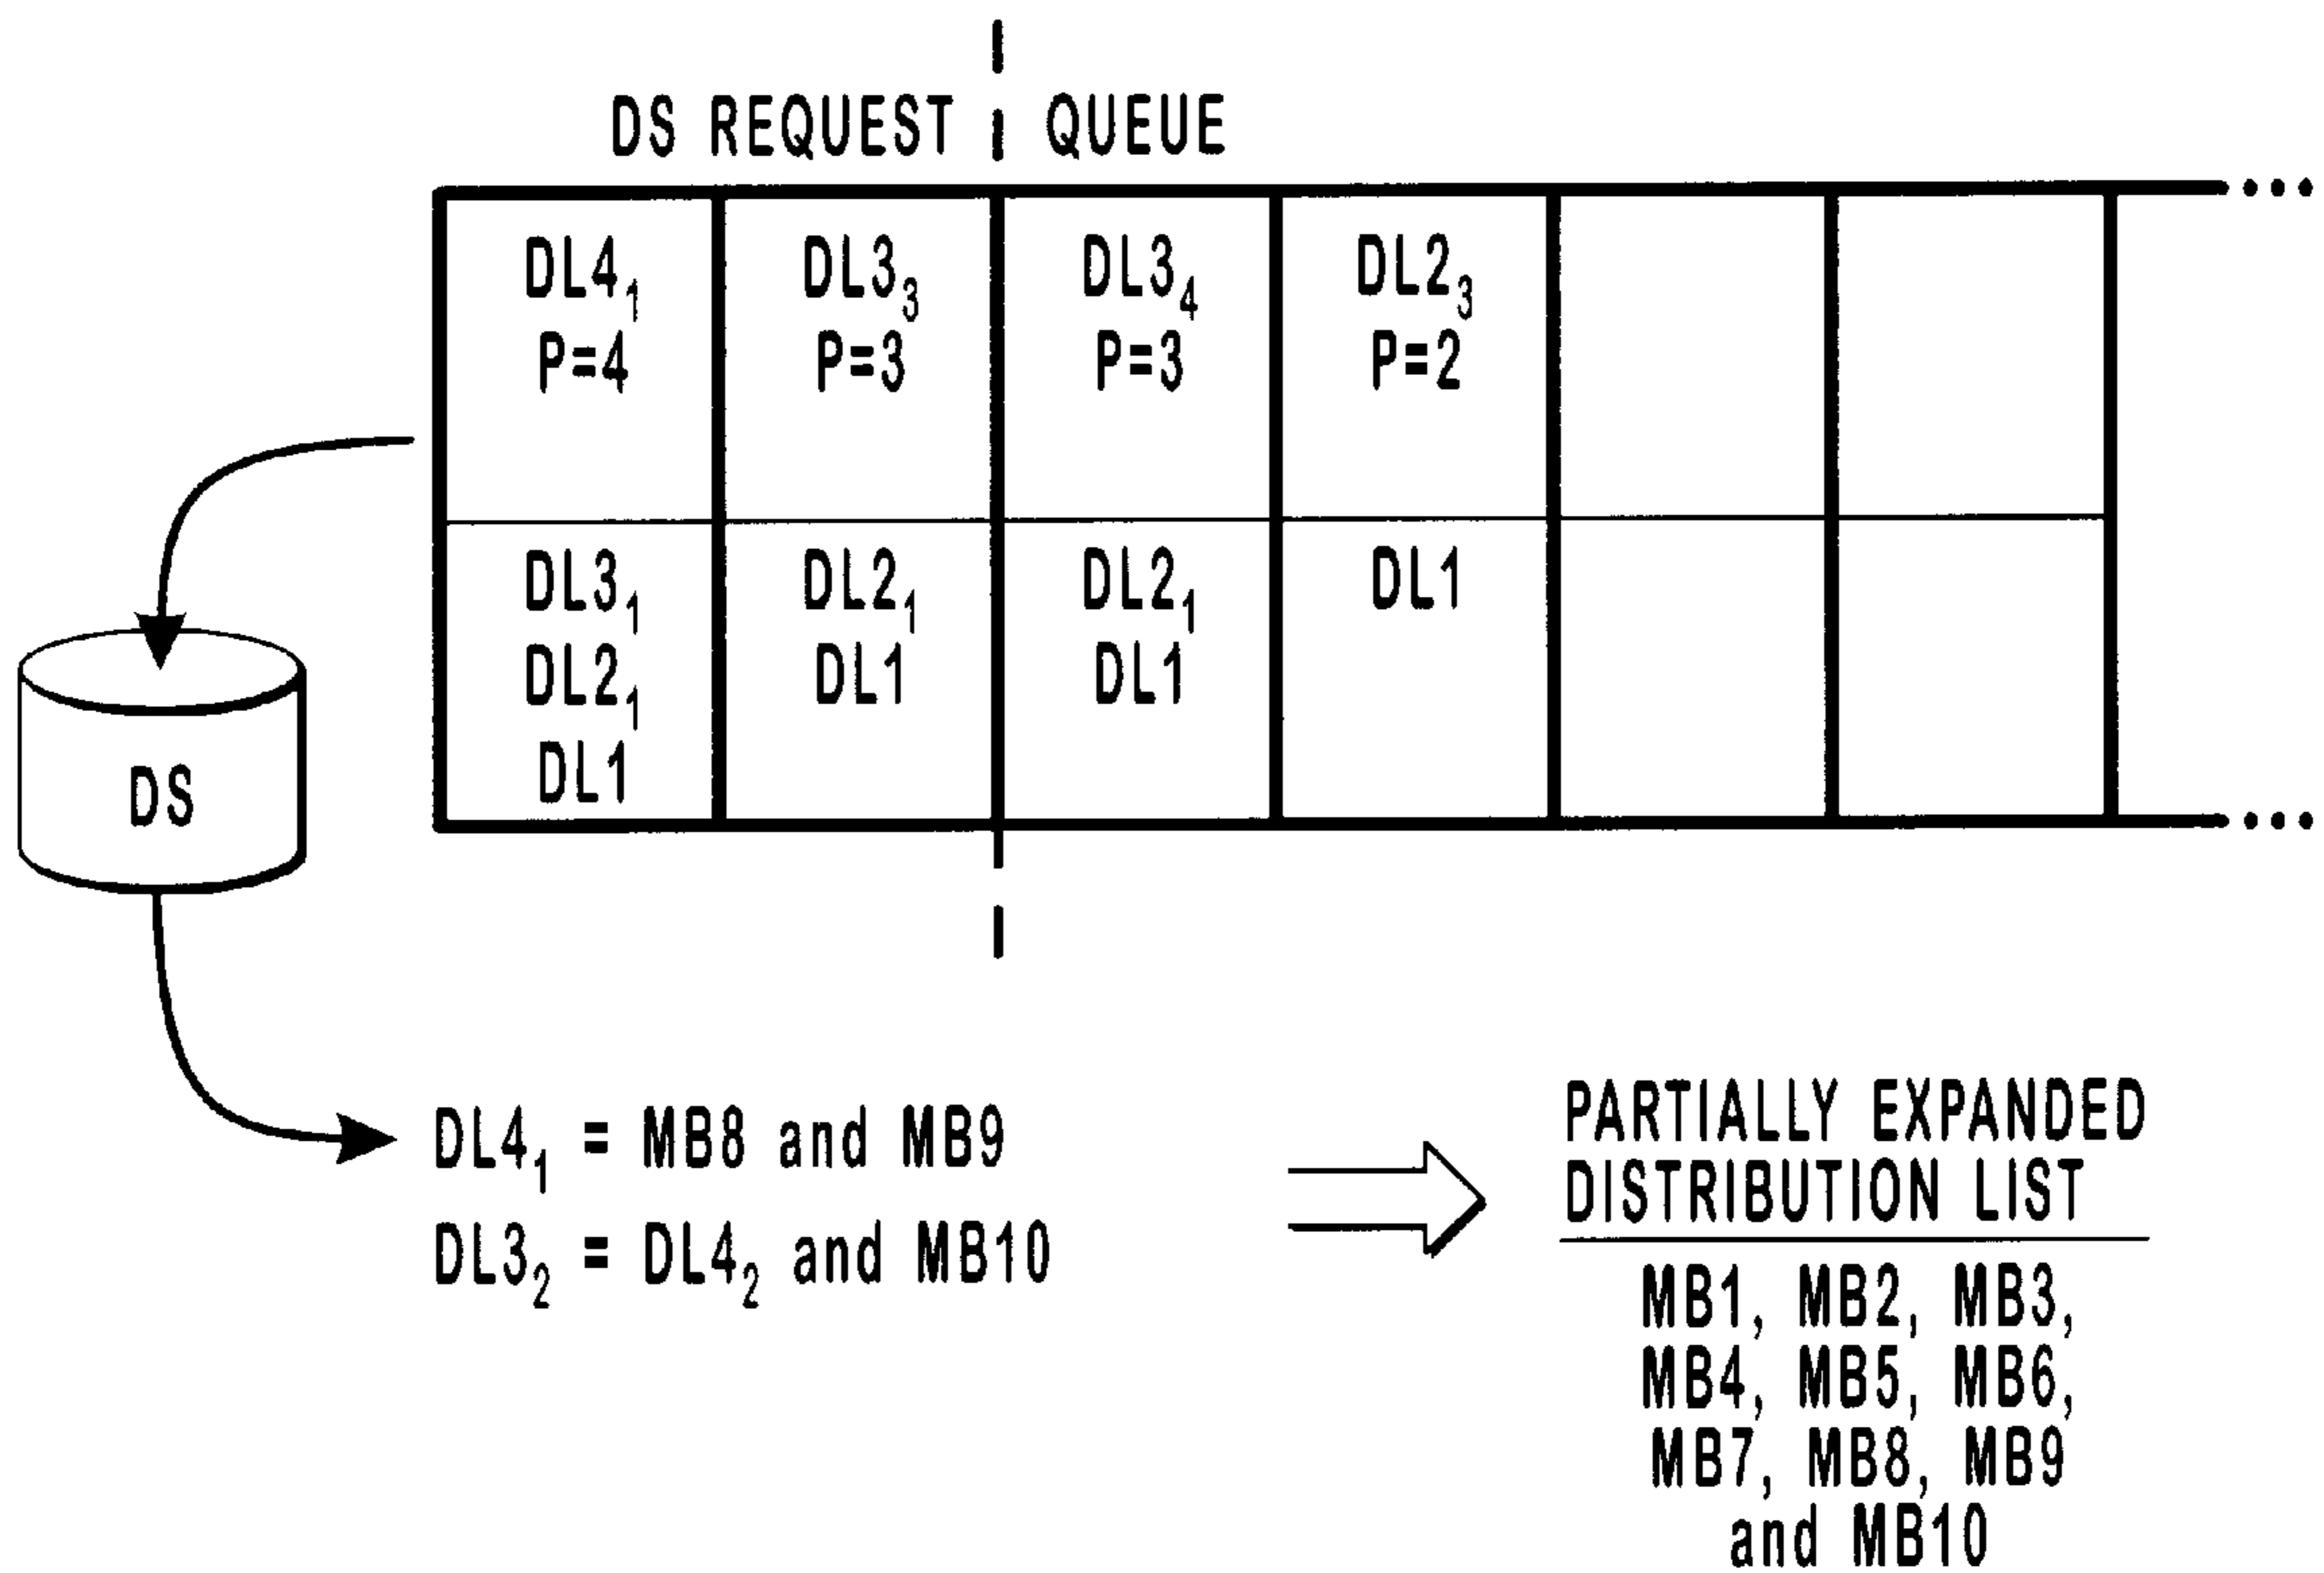 DS REQUEST QUEUE
DL4₁ DL3₃ DL3₄ DL2₃
P=4 P=3 P=3 P=2
DL3₁ DL2₁ DL2₁ DL1
DL2₁ DL1 DL1
DL1
DS
DL4₁ = MB8 and MB9
DL3₂ = DL4₂ and MB10
PARTIALLY EXPANDED
DISTRIBUTION LIST
MB1, MB2, MB3,
MB4, MB5, MB6,
MB7, MB8, MB9
and MB10